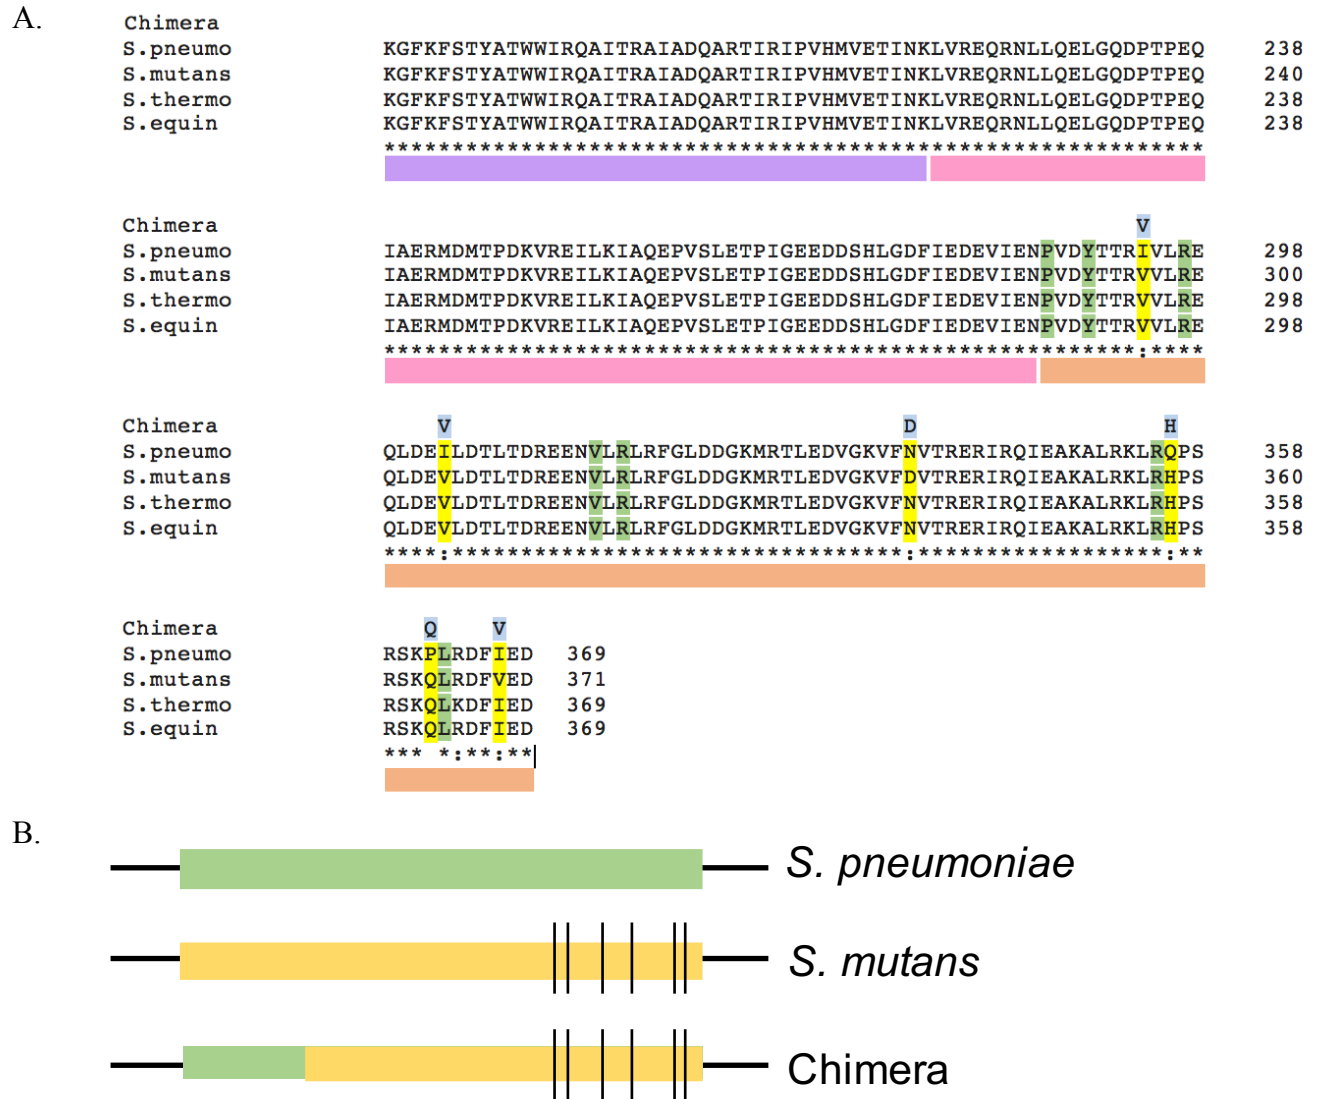 A.
Chimera
S.pneumo KGFKFSTYATWWIRQAITRAIADQARTIRIPVHMVETINKLVREQRNLLQELGQDPTPEQ 238
S.mutans KGFKFSTYATWWIRQAITRAIADQARTIRIPVHMVETINKLVREQRNLLQELGQDPTPEQ 240
S.thermo KGFKFSTYATWWIRQAITRAIADQARTIRIPVHMVETINKLVREQRNLLQELGQDPTPEQ 238
S.equin KGFKFSTYATWWIRQAITRAIADQARTIRIPVHMVETINKLVREQRNLLQELGQDPTPEQ 238
************************************************************
Chimera V
S.pneumo IAERMDMTPDKVREILKIAQEPVSLETPIGEEDDSHLGDFIEDEVIENPVDYTTRIVLRE 298
S.mutans IAERMDMTPDKVREILKIAQEPVSLETPIGEEDDSHLGDFIEDEVIENPVDYTTRVVLRE 300
S.thermo IAERMDMTPDKVREILKIAQEPVSLETPIGEEDDSHLGDFIEDEVIENPVDYTTRVVLRE 298
S.equin IAERMDMTPDKVREILKIAQEPVSLETPIGEEDDSHLGDFIEDEVIENPVDYTTRVVLRE 298
*******************************************************:****
Chimera V D H
S.pneumo QLDEILDTLTDREENVLRLRFGLDDGKMRTLEDVGKVFNVTRERIRQIEAKALRKLRQPS 358
S.mutans QLDEVLDTLTDREENVLRLRFGLDDGKMRTLEDVGKVFDVTRERIRQIEAKALRKLRHPS 360
S.thermo QLDEVLDTLTDREENVLRLRFGLDDGKMRTLEDVGKVFNVTRERIRQIEAKALRKLRHPS 358
S.equin QLDEVLDTLTDREENVLRLRFGLDDGKMRTLEDVGKVFNVTRERIRQIEAKALRKLRHPS 358
****:*********************************:******************:**
Chimera Q V
S.pneumo RSKPLRDFIED 369
S.mutans RSKQLRDFVED 371
S.thermo RSKQLKDFIED 369
S.equin RSKQLRDFIED 369
*** *:**:**
B.
S. pneumoniae
S. mutans
Chimera